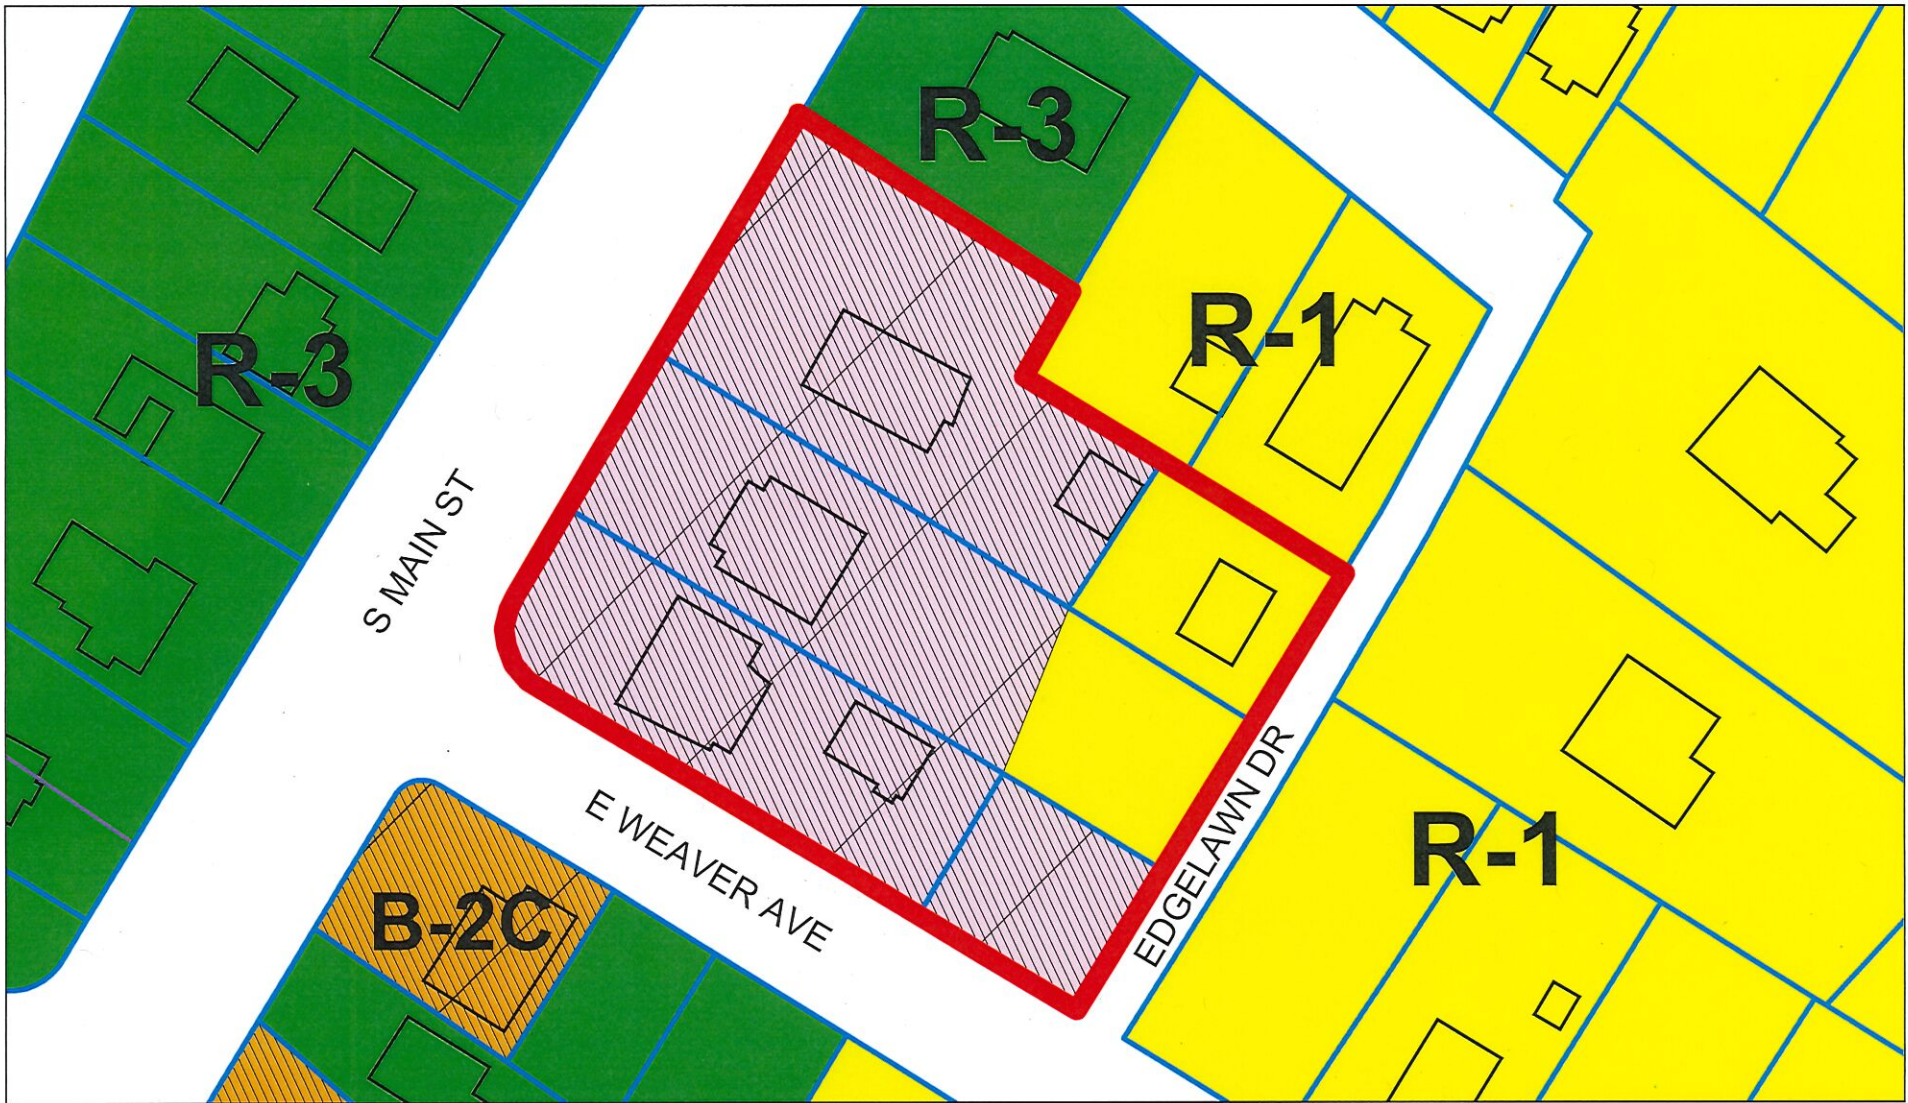 R-3
R-1
R-3
S MAIN ST
E WEAVER AVE
EDGELAWN DR
R-1
B-2C